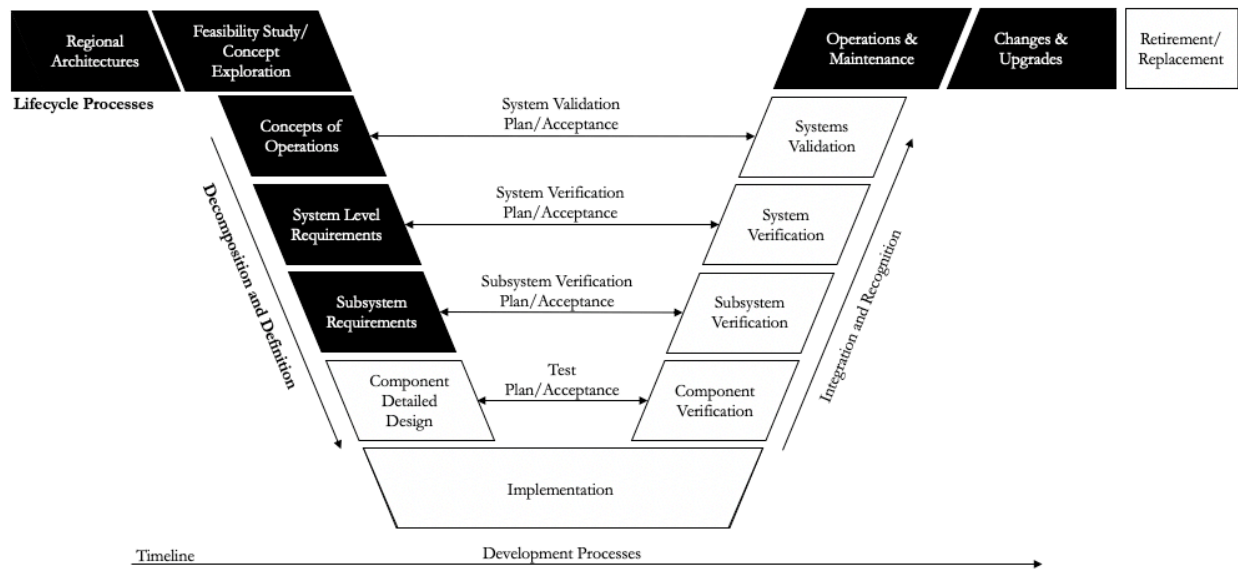 Regional
Architectures
Feasibility Study/
Concept
Exploration
Operations &
Maintenance
Changes &
Upgrades
Retirement/
Replacement
Lifecycle Processes
Concepts of
Operations
System Validation
Plan/Acceptance
Systems
Validation
System Level
Requirements
System Verification
Plan/Acceptance
System
Verification
Subsystem
Requirements
Subsystem Verification
Plan/Acceptance
Subsystem
Verification
Component
Detailed
Design
Test
Plan/Acceptance
Component
Verification
Decomposition and Definition
Integration and Recognition
Implementation
Timeline
Development Processes